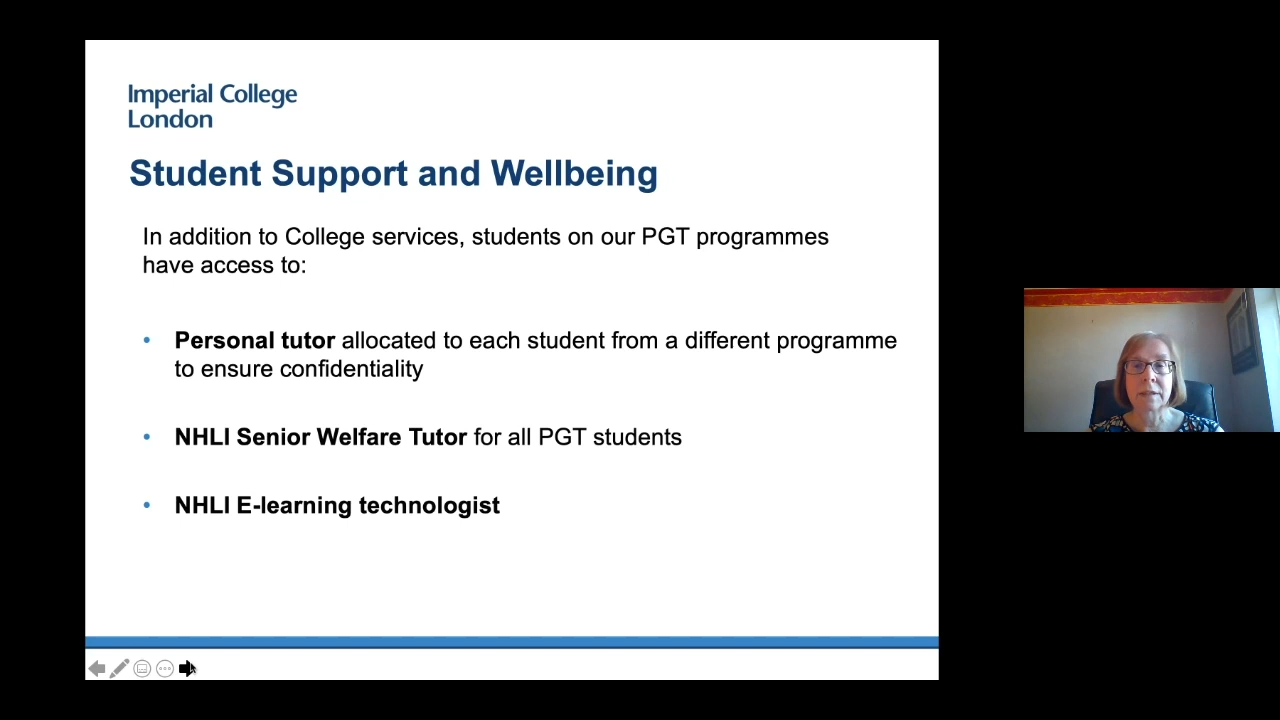 Imperial College
London
Student Support and Wellbeing
In addition to College services, students on our PGT programmes
have access to:
• Personal tutor allocated to each student from a different programme
to ensure confidentiality
• NHLI Senior Welfare Tutor for all PGT students
• NHLI E-learning technologist